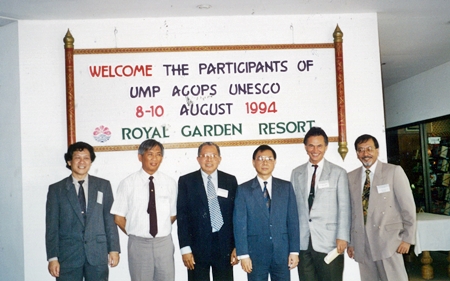 WELCOME THE PARTICIPANTS OF
UMP AGOPS UNESCO
8-10 AUGUST 1994
ROYAL GARDEN RESORT